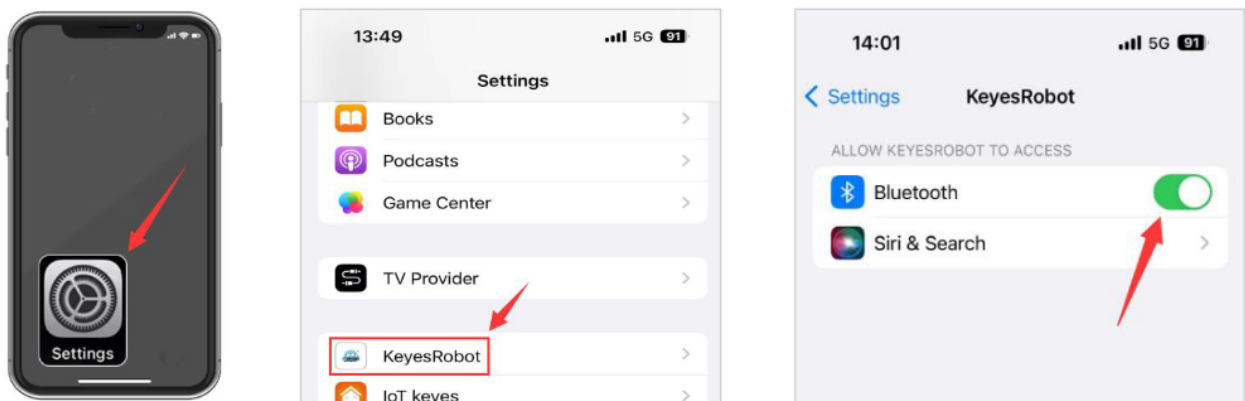 Settings
13:49
5G 91
Settings
Books
Podcasts
Game Center
TV Provider
KeyesRobot
IoT keyes
14:01
5G 91
Settings
KeyesRobot
ALLOW KEYESROBOT TO ACCESS
Bluetooth
Siri & Search